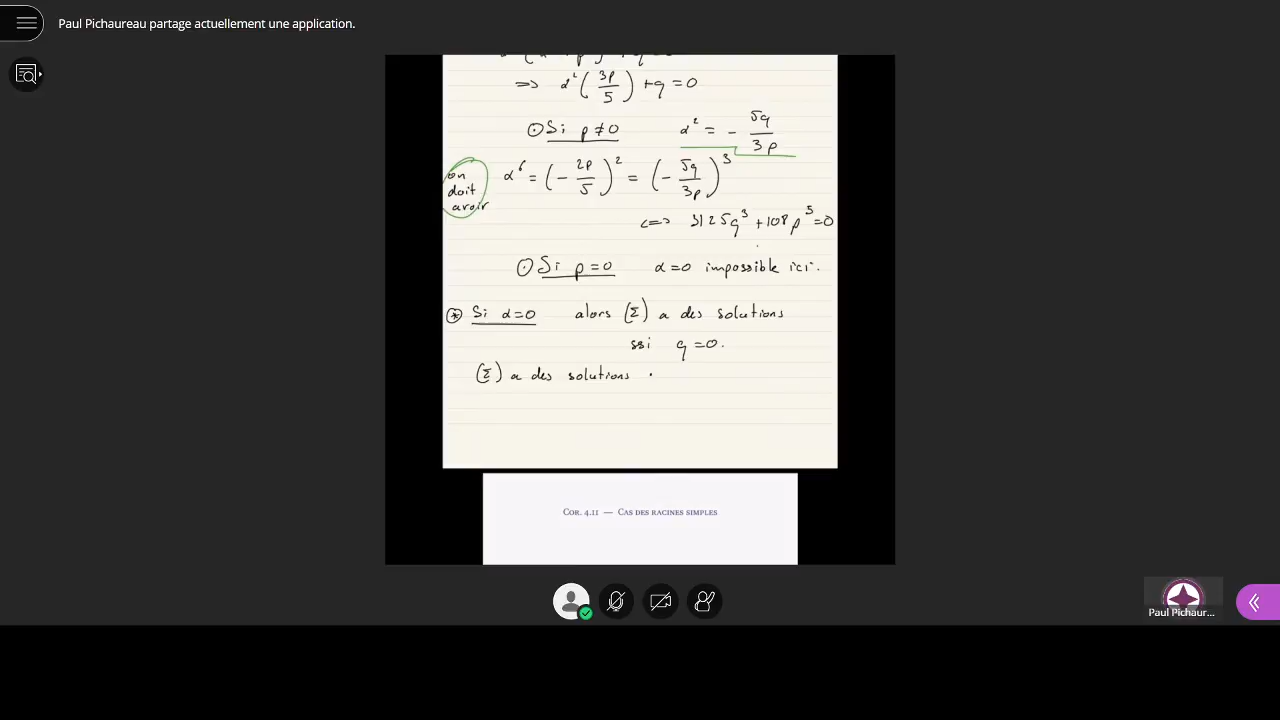 Paul Pichaureau partage actuellement une application.
=> α²(3p/5) + q = 0
⊙ Si p ≠ 0 α² = - 5q/3p
on doit avoir α⁶ = (- 2p/5)² = (- 5q/3p)³
<=> 3125q³ + 108p⁵ = 0
⊙ Si p = 0 α = 0 impossible ici.
⊛ Si α = 0 alors (Σ) a des solutions
ssi q = 0.
(Σ) a des solutions
Cor. 4.11 — Cas des racines simples
Paul Pichaur...